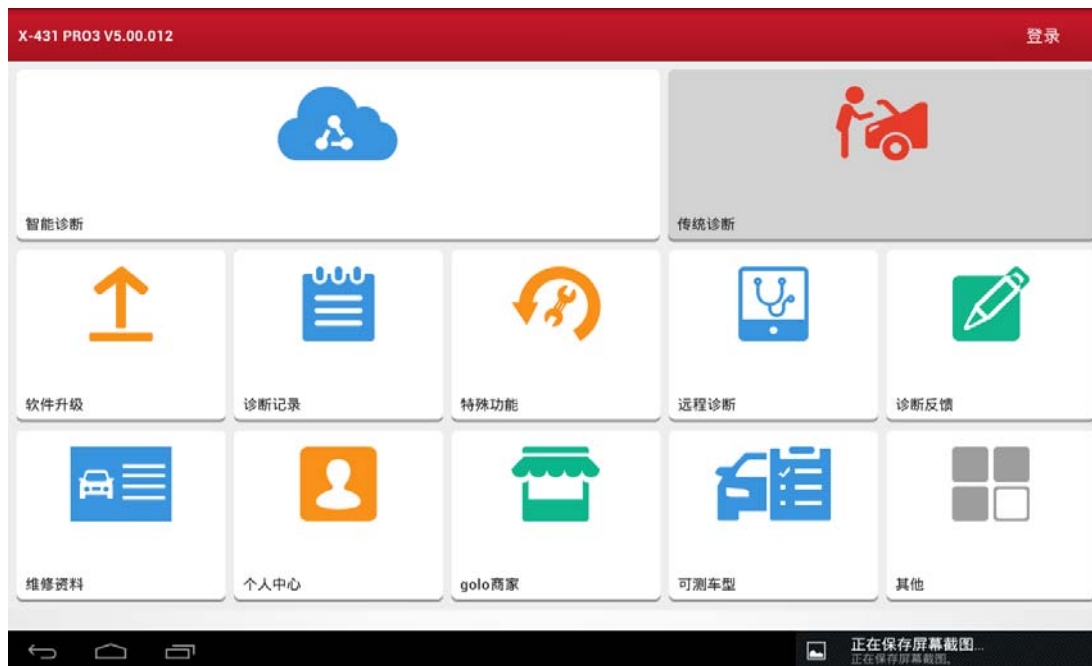 X-431 PRO3 V5.00.012
登录
智能诊断
传统诊断
软件升级
诊断记录
特殊功能
远程诊断
诊断反馈
维修资料
个人中心
golo商家
可测车型
其他
正在保存屏幕截图...
正在保存屏幕截图。